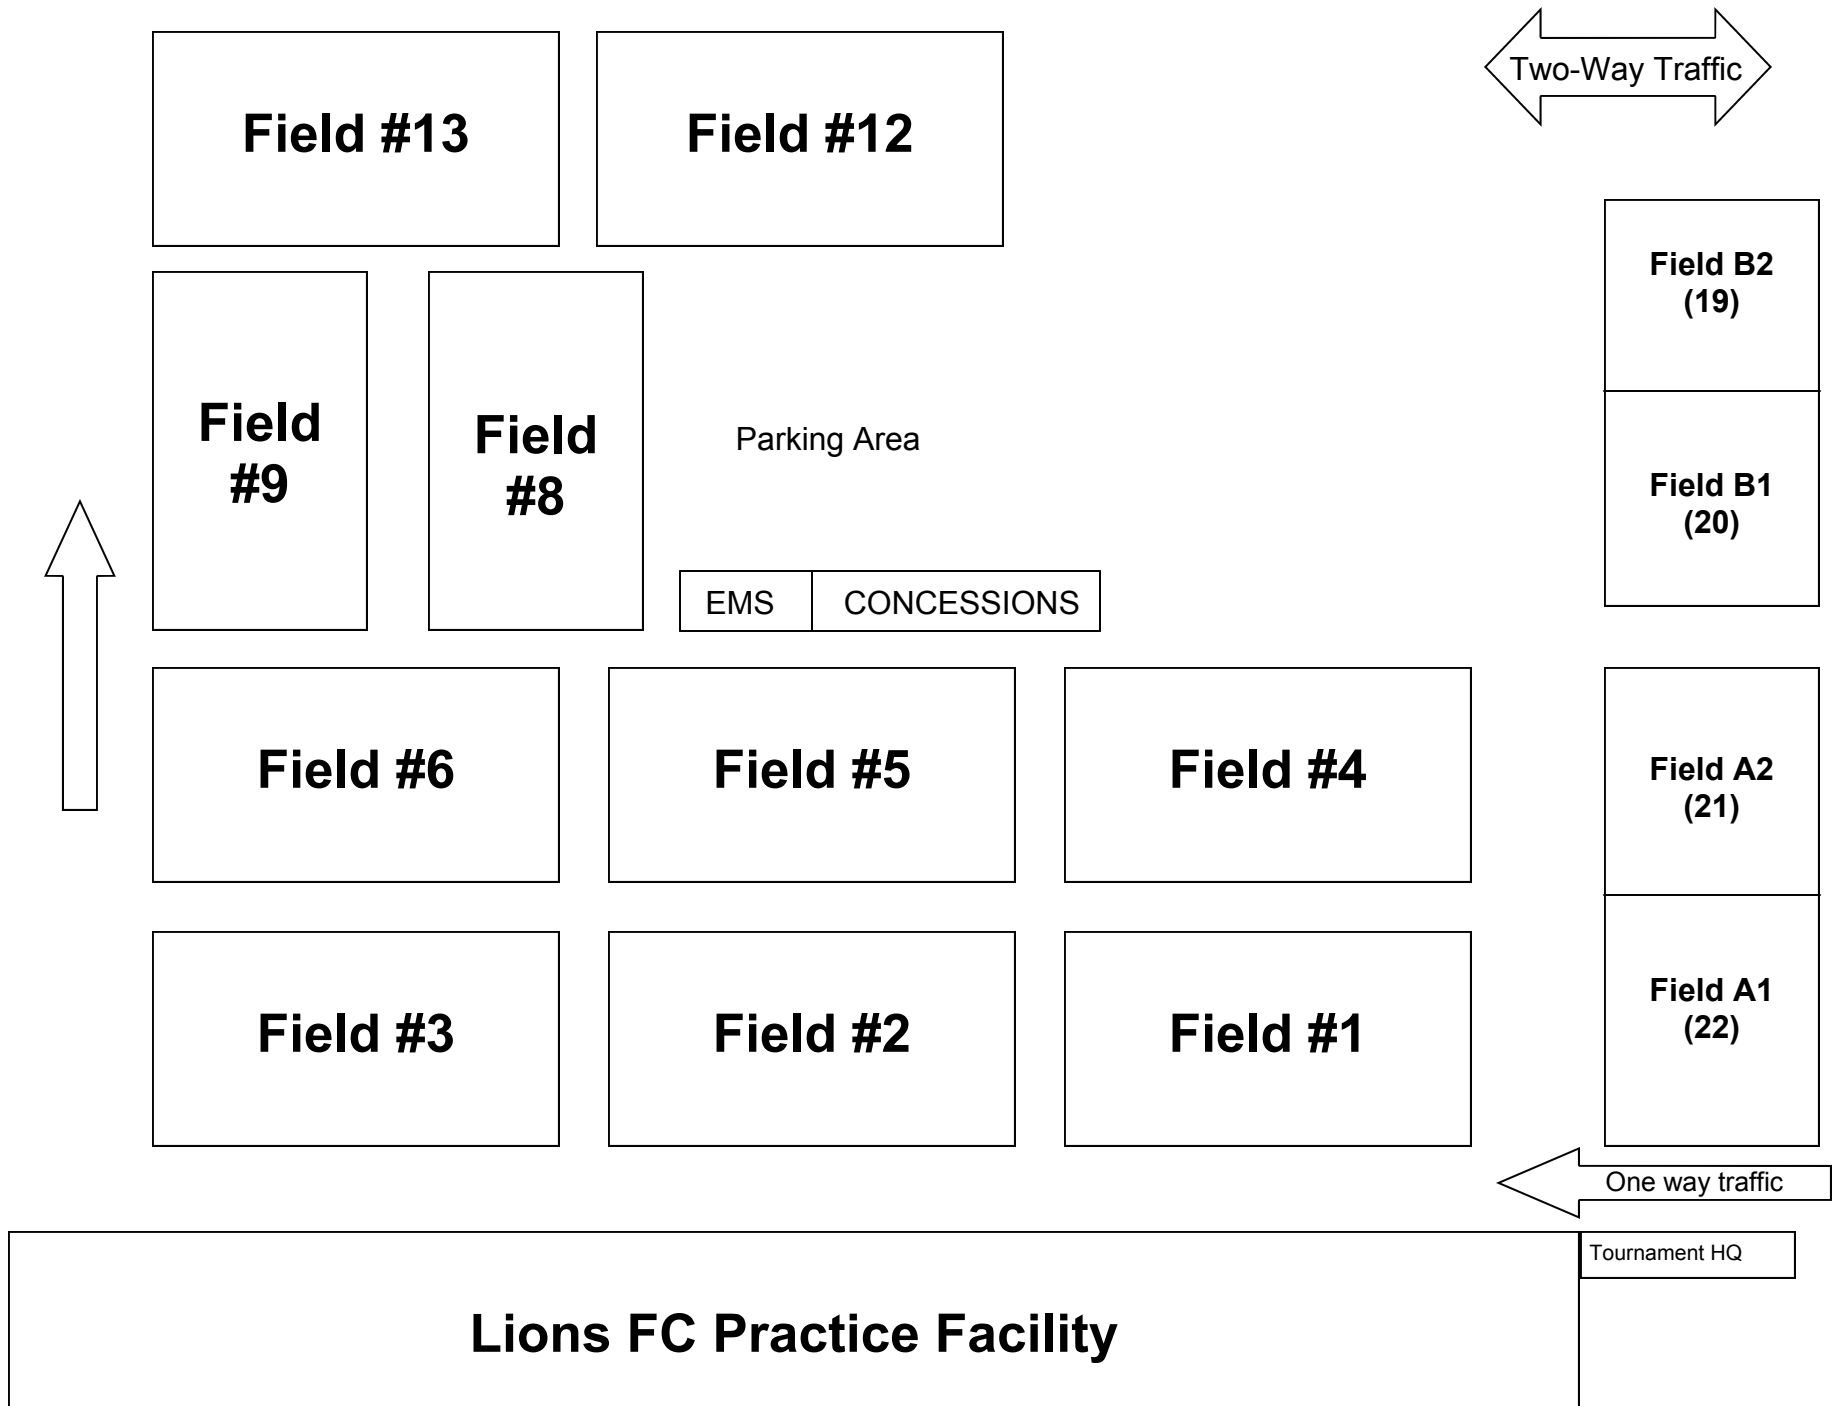 Two-Way Traffic
Field #13
Field #12
Field B2
(19)
Field
#9
Field
#8
Parking Area
Field B1
(20)
EMS
CONCESSIONS
Field #6
Field #5
Field #4
Field A2
(21)
Field #3
Field #2
Field #1
Field A1
(22)
One way traffic
Tournament HQ
Lions FC Practice Facility